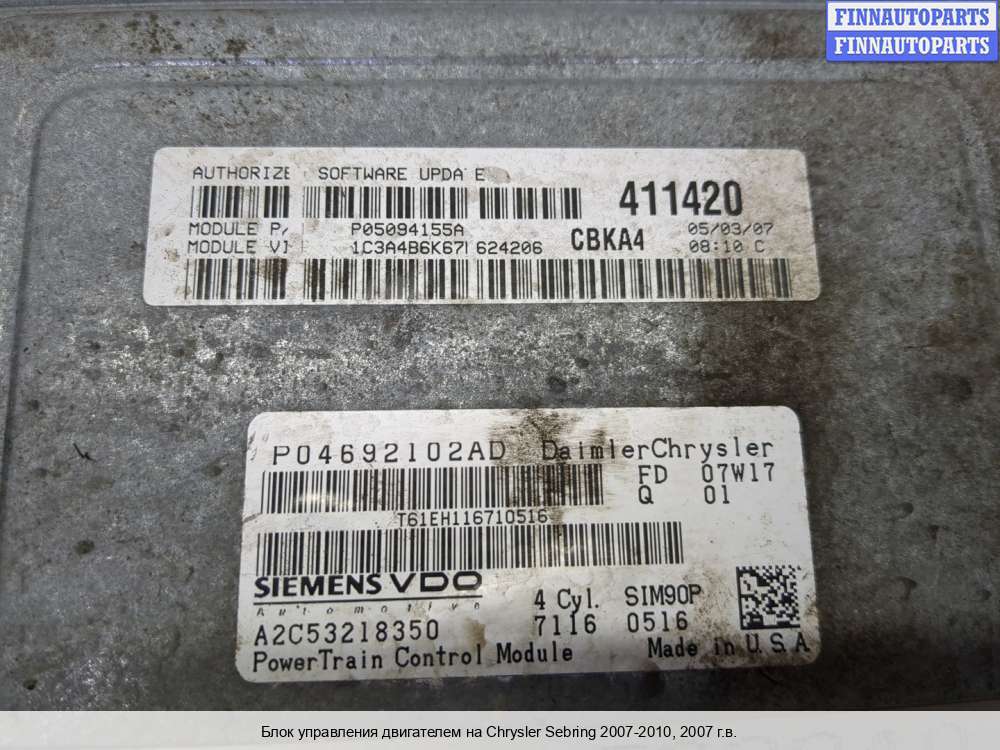 FINNAUTOPARTS
FINNAUTOPARTS
AUTHORIZE SOFTWARE UPDA E
411420
MODULE P/ P05094155A
CBKA4
05/03/07
MODULE VI 1C3A4B6K67 624206
08:10 C
P04692102AD DaimlerChrysler
FD 07W17
Q 01
T61EH116710516
SIEMENS VDO
Automotive
4 Cyl. SIM90P
A2C53218350
7116 0516
PowerTrain Control Module
Made in U.S.A
Блок управления двигателем на Chrysler Sebring 2007-2010, 2007 г.в.